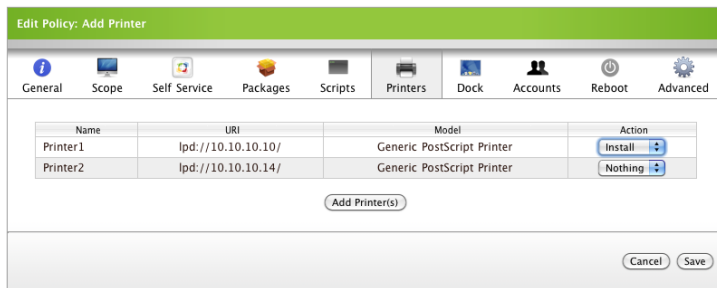 Edit Policy: Add Printer
General Scope Self Service Packages Scripts Printers Dock Accounts Reboot Advanced
Name URI Model Action
Printer1 lpd://10.10.10.10/ Generic PostScript Printer Install
Printer2 lpd://10.10.10.14/ Generic PostScript Printer Nothing
Add Printer(s)
Cancel Save